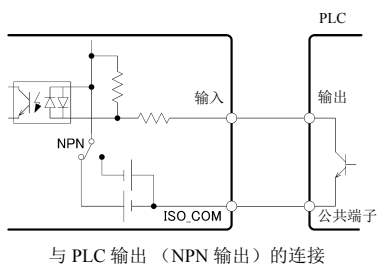 PLC
输入
输出
NPN
ISO_COM
公共端子
与 PLC 输出 （NPN 输出）的连接